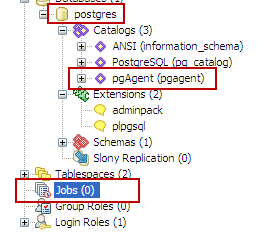 Databases (1)
postgres
Catalogs (3)
ANSI (information_schema)
PostgreSQL (pg_catalog)
pgAgent (pgagent)
Extensions (2)
adminpack
plpgsql
Schemas (1)
Slony Replication (0)
Tablespaces (2)
Jobs (0)
Group Roles (0)
Login Roles (1)